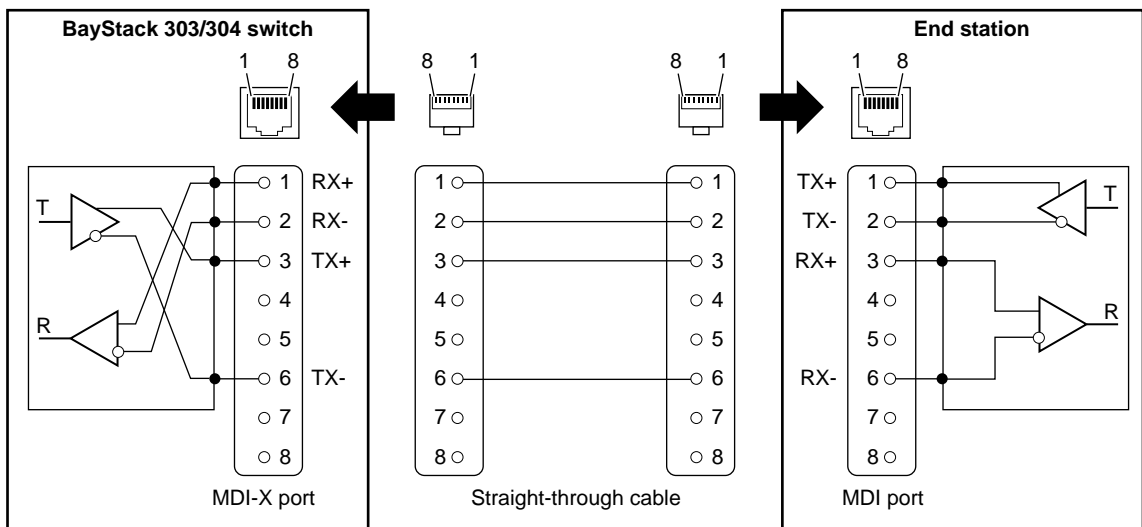 BayStack 303/304 switch
End station
1 8
8 1
8 1
1 8
T
R
1 RX+
2 RX-
3 TX+
4
5
6 TX-
7
8
1 1
2 2
3 3
4 4
5 5
6 6
7 7
8 8
TX+ 1
TX- 2
RX+ 3
4
5
RX- 6
7
8
T
R
MDI-X port
Straight-through cable
MDI port